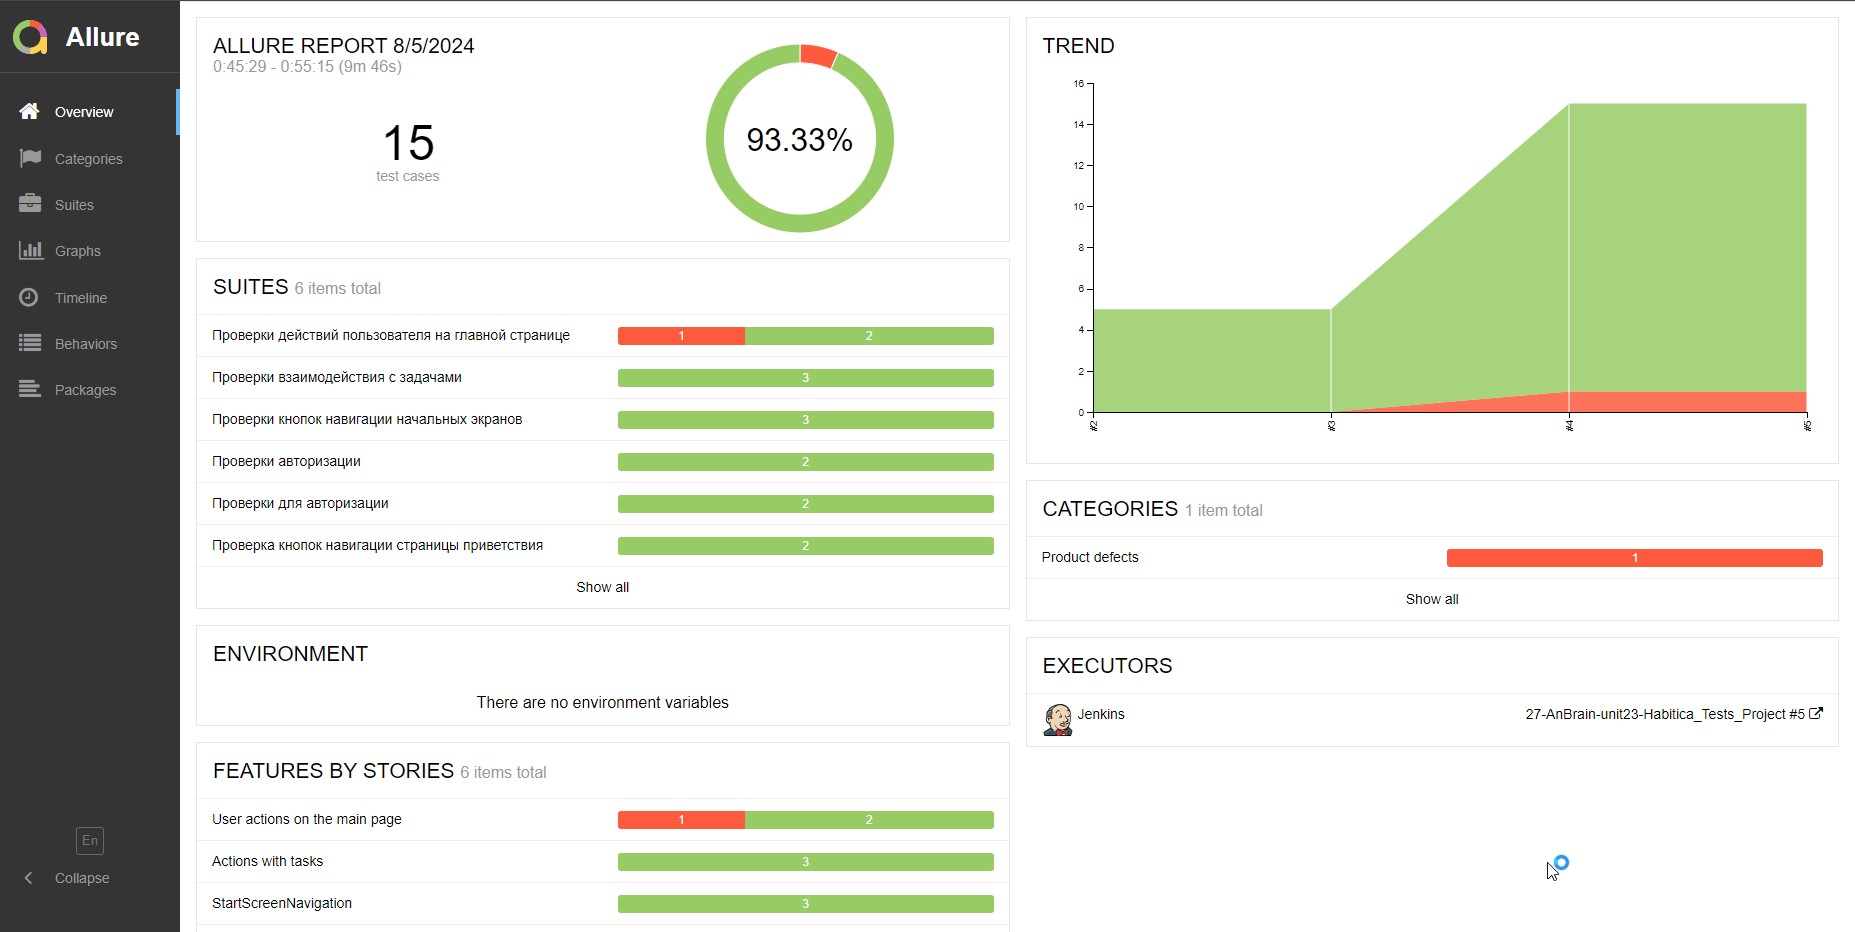 Allure
Overview
Categories
Suites
Graphs
Timeline
Behaviors
Packages
En
Collapse
ALLURE REPORT 8/5/2024
0:45:29 - 0:55:15 (9m 46s)
15
test cases
93.33%
SUITES 6 items total
Проверки действий пользователя на главной странице 1 2
Проверки взаимодействия с задачами 3
Проверки кнопок навигации начальных экранов 3
Проверки авторизации 2
Проверки для авторизации 2
Проверка кнопок навигации страницы приветствия 2
Show all
ENVIRONMENT
There are no environment variables
FEATURES BY STORIES 6 items total
User actions on the main page 1 2
Actions with tasks 3
StartScreenNavigation 3
TREND
16
14
12
10
8
6
4
2
0
#2 #3 #4 #5
CATEGORIES 1 item total
Product defects 1
Show all
EXECUTORS
Jenkins 27-AnBrain-unit23-Habitica_Tests_Project #5